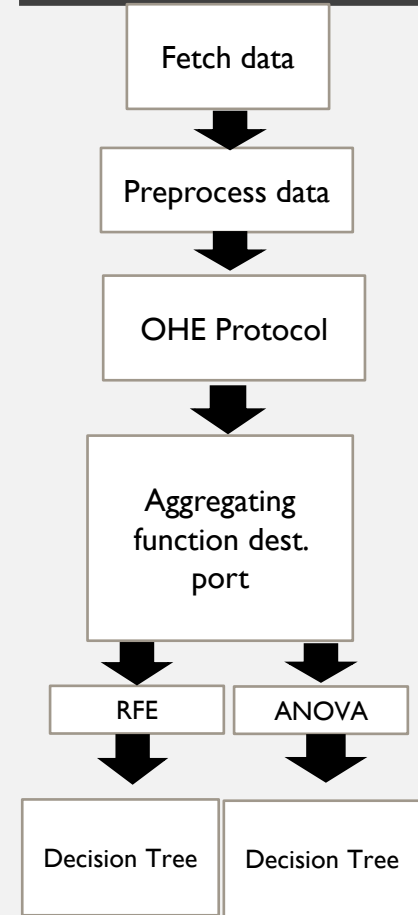 Fetch data
Preprocess data
OHE Protocol
Aggregating
function dest.
port
RFE
ANOVA
Decision Tree
Decision Tree